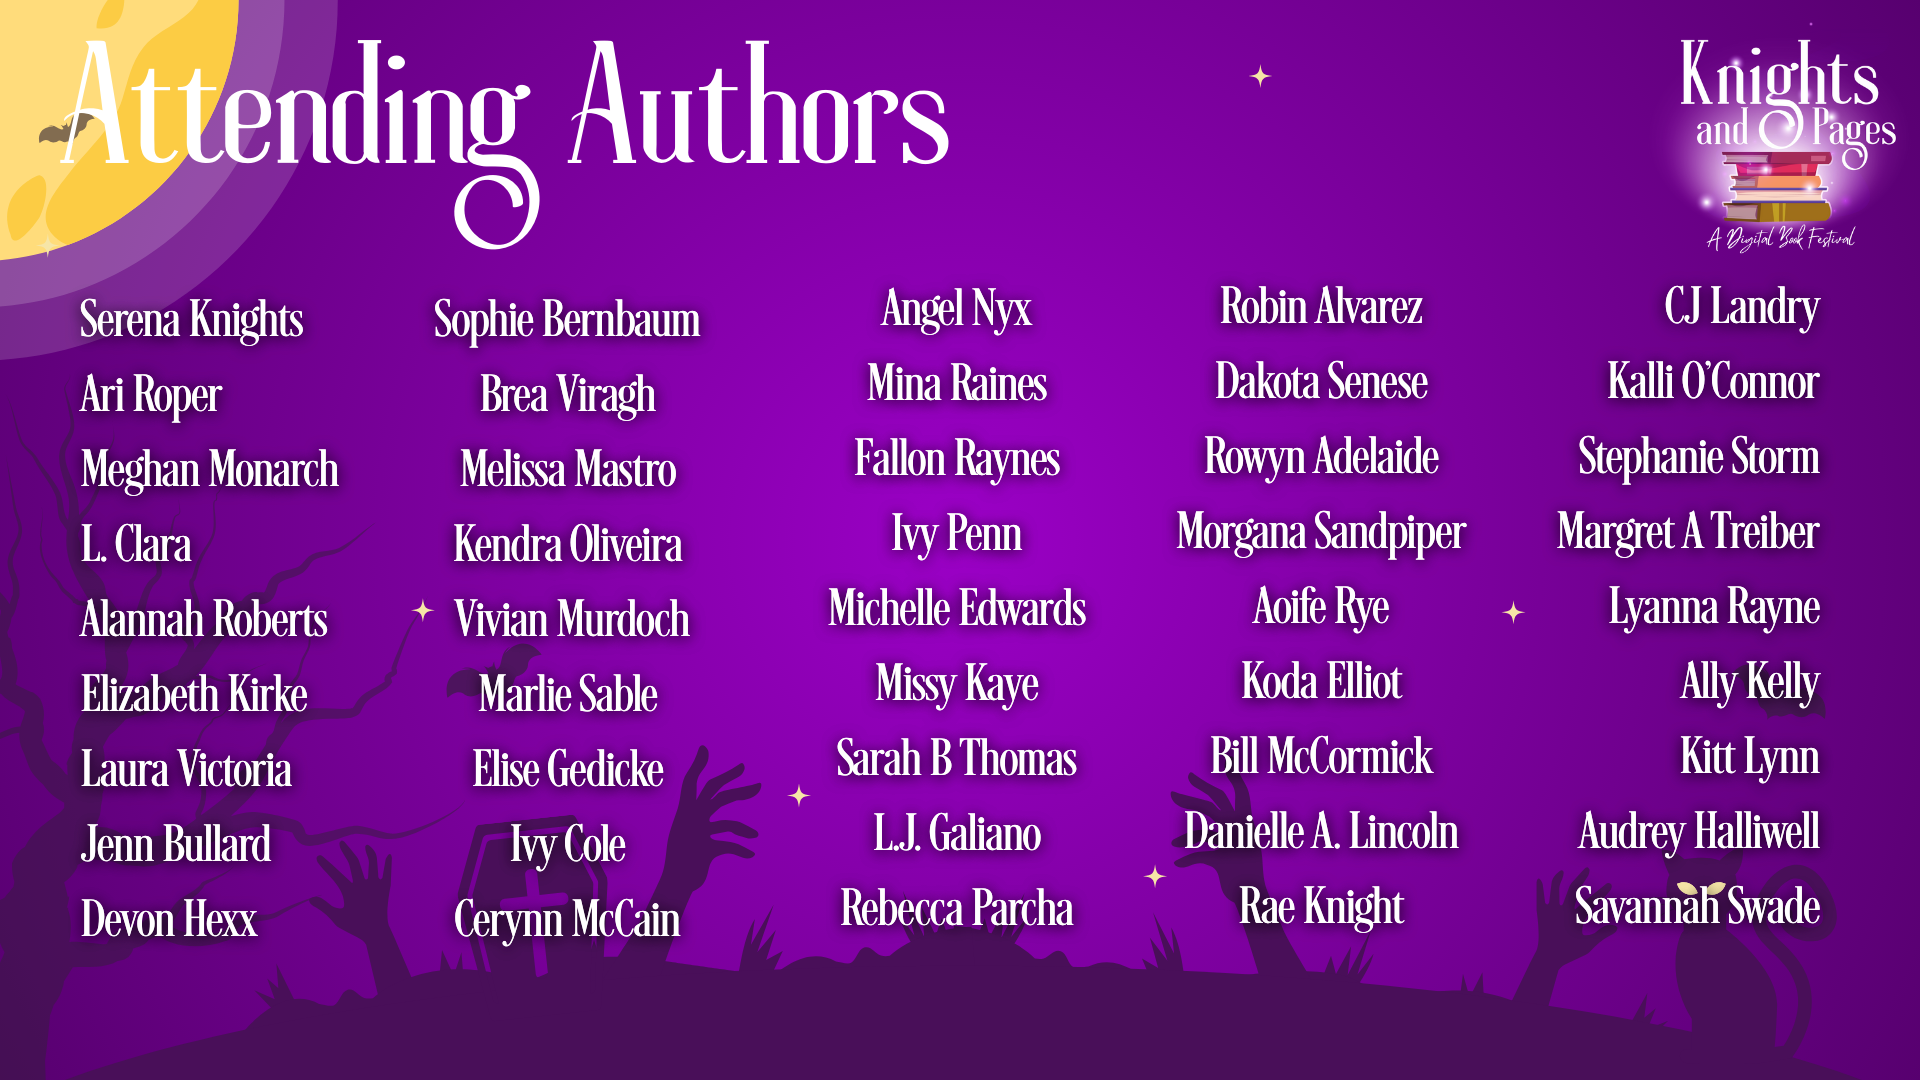 Attending Authors
Knights
and Pages
A Digital Book Festival
Serena Knights
Ari Roper
Meghan Monarch
L. Clara
Alannah Roberts
Elizabeth Kirke
Laura Victoria
Jenn Bullard
Devon Hexx
Sophie Bernbaum
Brea Viragh
Melissa Mastro
Kendra Oliveira
Vivian Murdoch
Marlie Sable
Elise Gedicke
Ivy Cole
Cerynn McCain
Angel Nyx
Mina Raines
Fallon Raynes
Ivy Penn
Michelle Edwards
Missy Kaye
Sarah B Thomas
L.J. Galiano
Rebecca Parcha
Robin Alvarez
Dakota Senese
Rowyn Adelaide
Morgana Sandpiper
Aoife Rye
Koda Elliot
Bill McCormick
Danielle A. Lincoln
Rae Knight
CJ Landry
Kalli O’Connor
Stephanie Storm
Margret A Treiber
Lyanna Rayne
Ally Kelly
Kitt Lynn
Audrey Halliwell
Savannah Swade